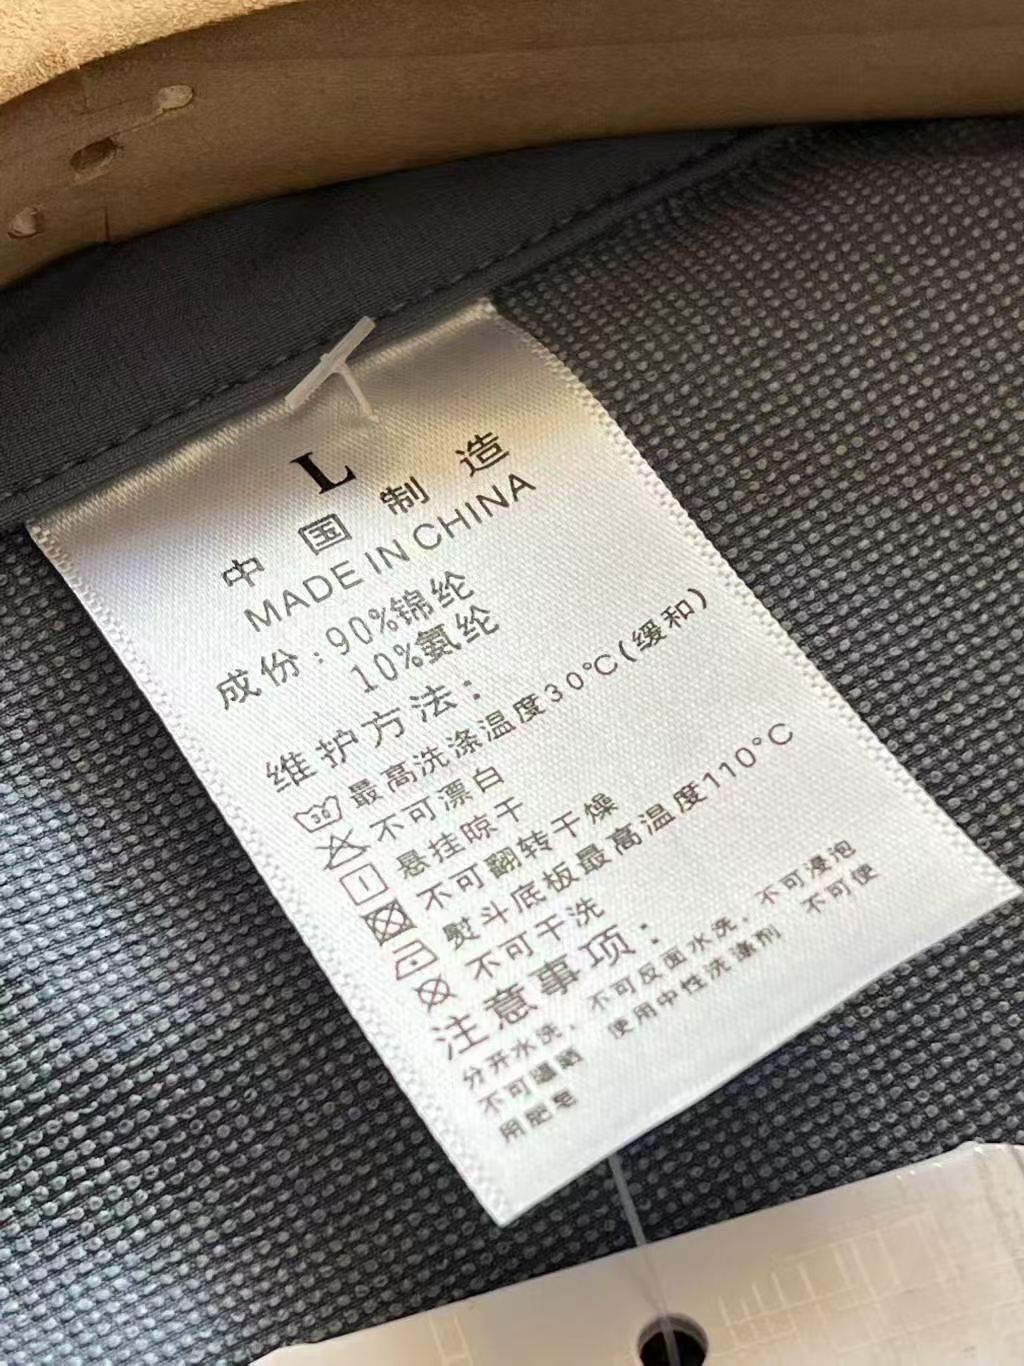 L
中国制造
MADE IN CHINA
成份：90%锦纶
10%氨纶
维护方法：
30 最高洗涤温度30℃(缓和)
不可漂白
悬挂晾干
不可翻转干燥
熨斗底板最高温度110°C
不可干洗
注意事项：
分开水洗，不可反面水洗，不可浸泡
不可曝晒 使用中性洗涤剂 不可使
用肥皂